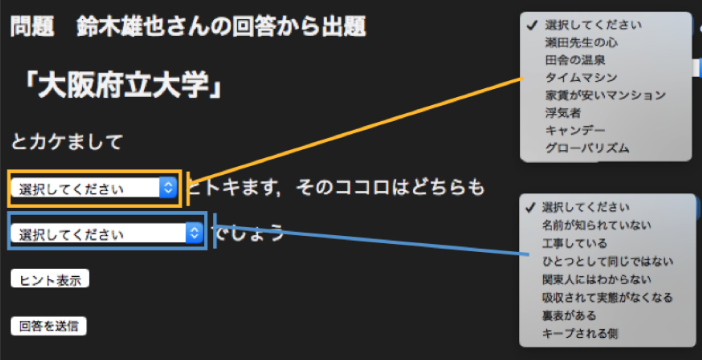 問題　鈴木雄也さんの回答から出題
「大阪府立大学」
とカケまして
選択してください
とトキます，そのココロはどちらも
選択してください
でしょう
ヒント表示
回答を送信
選択してください
瀬田先生の心
田舎の温泉
タイムマシン
家賃が安いマンション
浮気者
キャンデー
グローバリズム
選択してください
名前が知られていない
工事している
ひとつとして同じではない
関東人にはわからない
吸収されて実態がなくなる
裏表がある
キープされる側